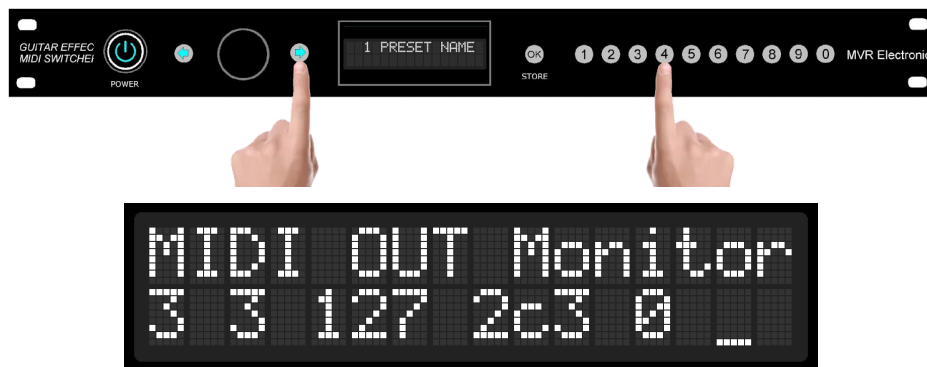 GUITAR EFFEC
MIDI SWITCHER
POWER
1 PRESET NAME
OK
STORE
1 2 3 4 5 6 7 8 9 0
MVR Electronic
MIDI OUT Monitor
3 3 127 2c3 0 _